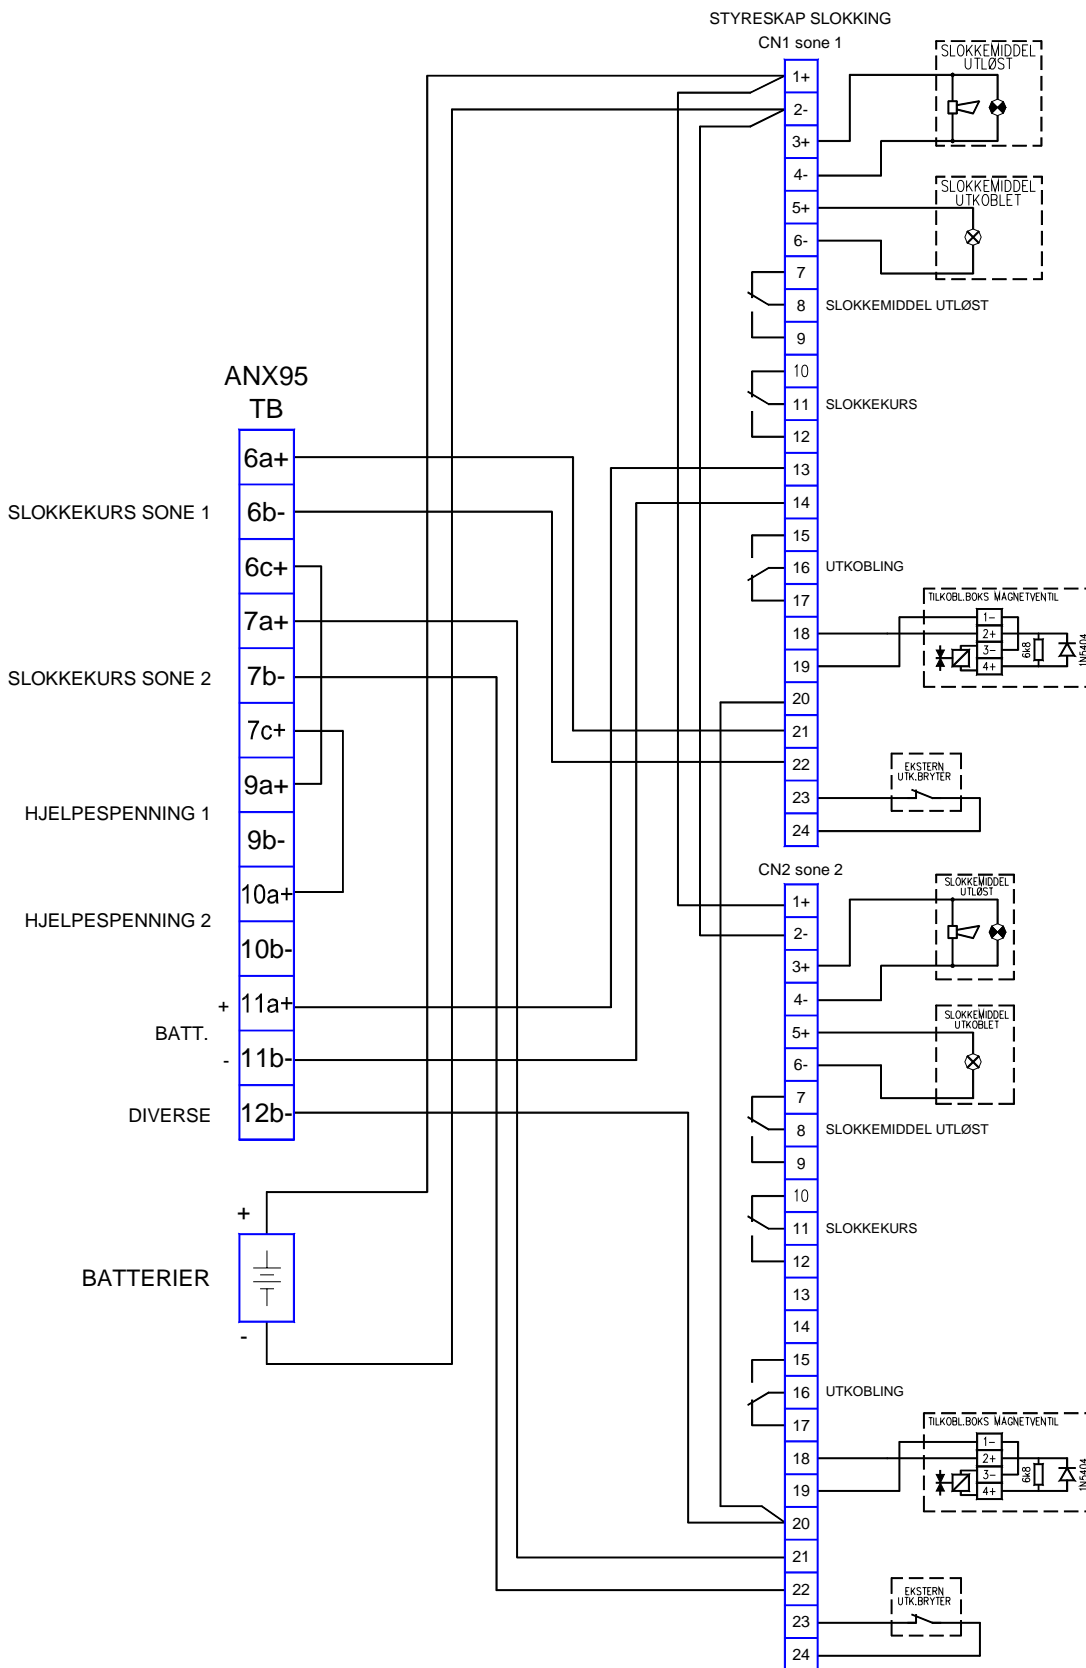 STYRESKAP SLOKKING
CN1 sone 1
1+
2-
3+
4-
5+
6-
7
8
9
10
11
12
13
14
15
16
17
18
19
20
21
22
23
24
SLOKKEMIDDEL
UTLØST
SLOKKEMIDDEL
UTKOBLET
SLOKKEMIDDEL UTLØST
SLOKKEKURS
UTKOBLING
TILKOBL.BOKS MAGNETVENTIL
1-
2+
3-
4+
6k8
1N5404
EKSTERN
UTK.BRYTER
ANX95
TB
6a+
6b-
6c+
7a+
7b-
7c+
9a+
9b-
10a+
10b-
11a+
11b-
12b-
SLOKKEKURS SONE 1
SLOKKEKURS SONE 2
HJELPESPENNING 1
HJELPESPENNING 2
+
BATT.
-
DIVERSE
+
BATTERIER
-
CN2 sone 2
1+
2-
3+
4-
5+
6-
7
8
9
10
11
12
13
14
15
16
17
18
19
20
21
22
23
24
SLOKKEMIDDEL
UTLØST
SLOKKEMIDDEL
UTKOBLET
SLOKKEMIDDEL UTLØST
SLOKKEKURS
UTKOBLING
TILKOBL.BOKS MAGNETVENTIL
1-
2+
3-
4+
6k8
1N5404
EKSTERN
UTK.BRYTER